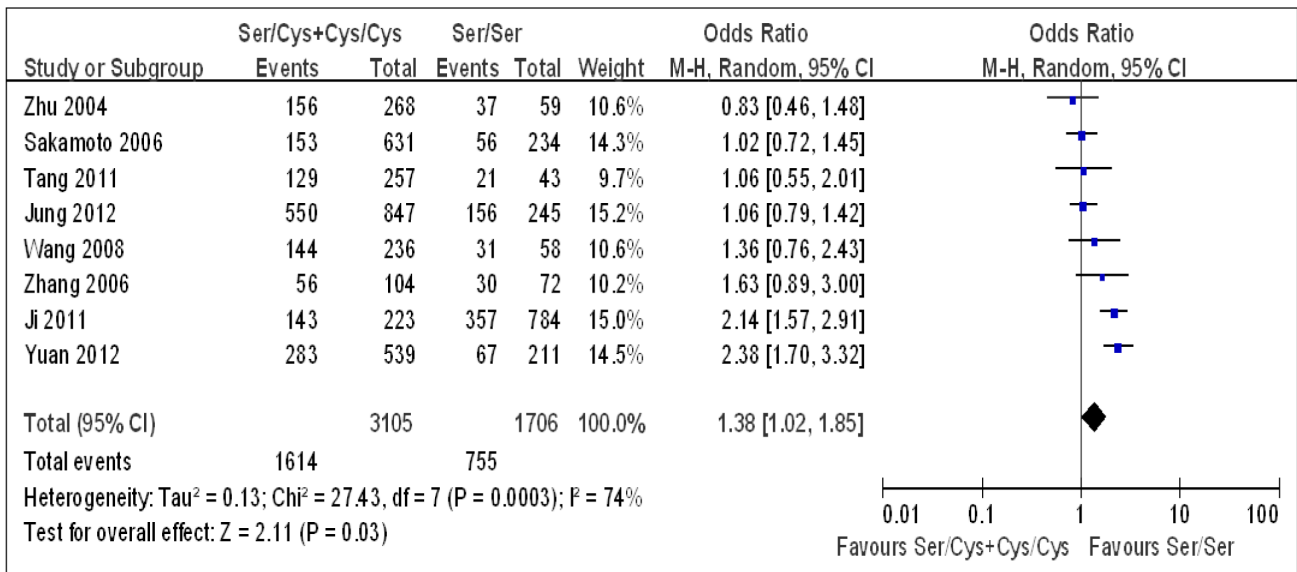 Ser/Cys+Cys/Cys Ser/Ser Odds Ratio Odds Ratio
Study or Subgroup Events Total Events Total Weight M-H, Random, 95% CI M-H, Random, 95% CI
Zhu 2004 156 268 37 59 10.6% 0.83 [0.46, 1.48]
Sakamoto 2006 153 631 56 234 14.3% 1.02 [0.72, 1.45]
Tang 2011 129 257 21 43 9.7% 1.06 [0.55, 2.01]
Jung 2012 550 847 156 245 15.2% 1.06 [0.79, 1.42]
Wang 2008 144 236 31 58 10.6% 1.36 [0.76, 2.43]
Zhang 2006 56 104 30 72 10.2% 1.63 [0.89, 3.00]
Ji 2011 143 223 357 784 15.0% 2.14 [1.57, 2.91]
Yuan 2012 283 539 67 211 14.5% 2.38 [1.70, 3.32]
Total (95% CI) 3105 1706 100.0% 1.38 [1.02, 1.85]
Total events 1614 755
Heterogeneity: Tau² = 0.13; Chi² = 27.43, df = 7 (P = 0.0003); I² = 74%
Test for overall effect: Z = 2.11 (P = 0.03)
0.01 0.1 1 10 100
Favours Ser/Cys+Cys/Cys Favours Ser/Ser